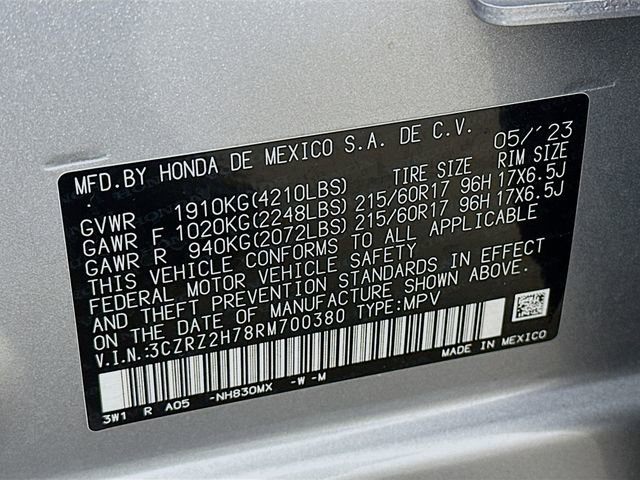 MFD.BY HONDA DE MEXICO S.A. DE C.V. 05/'23
TIRE SIZE RIM SIZE
GVWR 1910KG(4210LBS)
GAWR F 1020KG(2248LBS) 215/60R17 96H 17X6.5J
GAWR R 940KG(2072LBS) 215/60R17 96H 17X6.5J
THIS VEHICLE CONFORMS TO ALL APPLICABLE
FEDERAL MOTOR VEHICLE SAFETY
AND THEFT PREVENTION STANDARDS IN EFFECT
ON THE DATE OF MANUFACTURE SHOWN ABOVE.
V.I.N.:3CZRZ2H78RM700380 TYPE:MPV
MADE IN MEXICO
3W1 R A05 -NH830MX -W -M